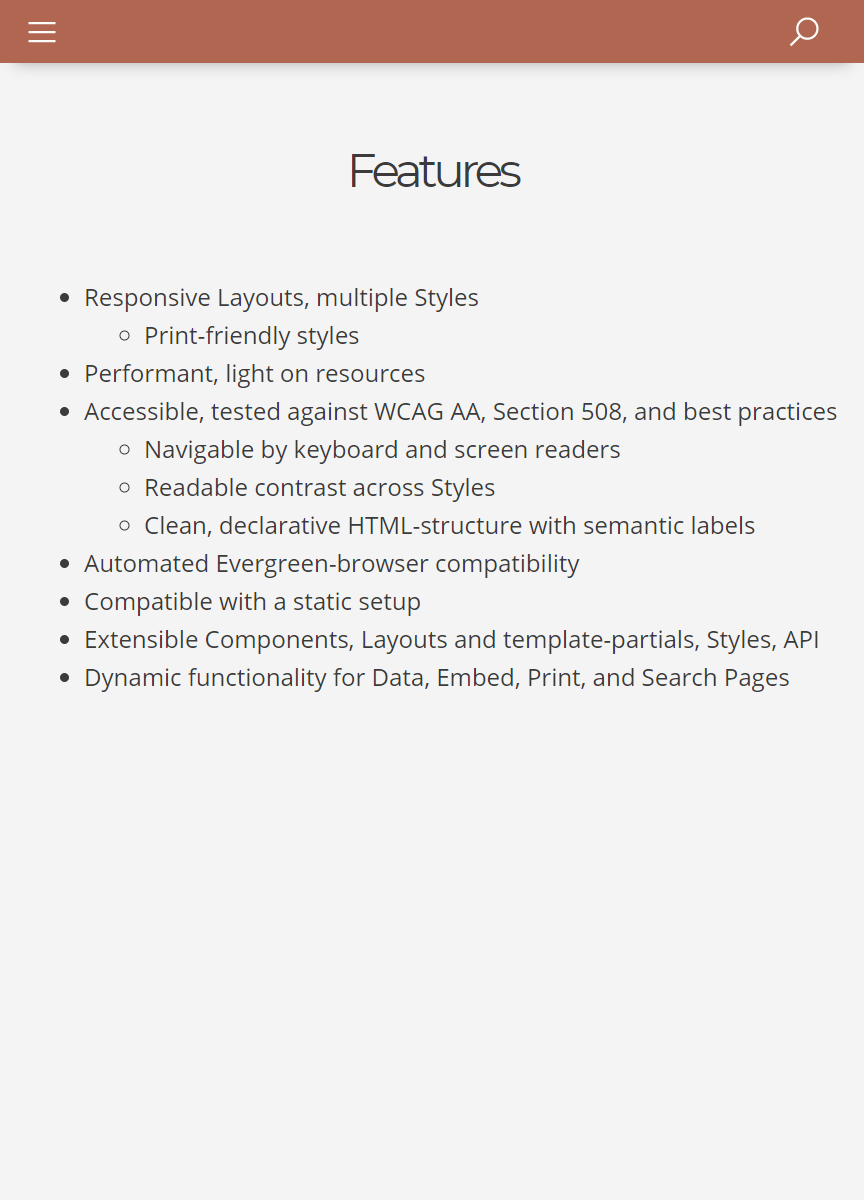 Features
Responsive Layouts, multiple Styles
Print-friendly styles
Performant, light on resources
Accessible, tested against WCAG AA, Section 508, and best practices
Navigable by keyboard and screen readers
Readable contrast across Styles
Clean, declarative HTML-structure with semantic labels
Automated Evergreen-browser compatibility
Compatible with a static setup
Extensible Components, Layouts and template-partials, Styles, API
Dynamic functionality for Data, Embed, Print, and Search Pages